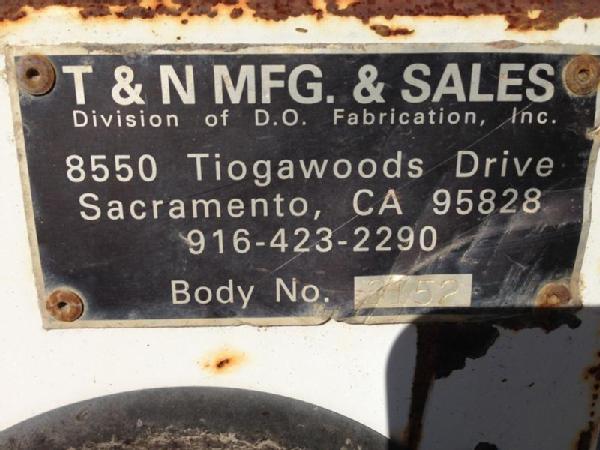 T & N MFG. & SALES
Division of D.O. Fabrication, Inc.
8550 Tiogawoods Drive
Sacramento, CA 95828
916-423-2290
Body No.